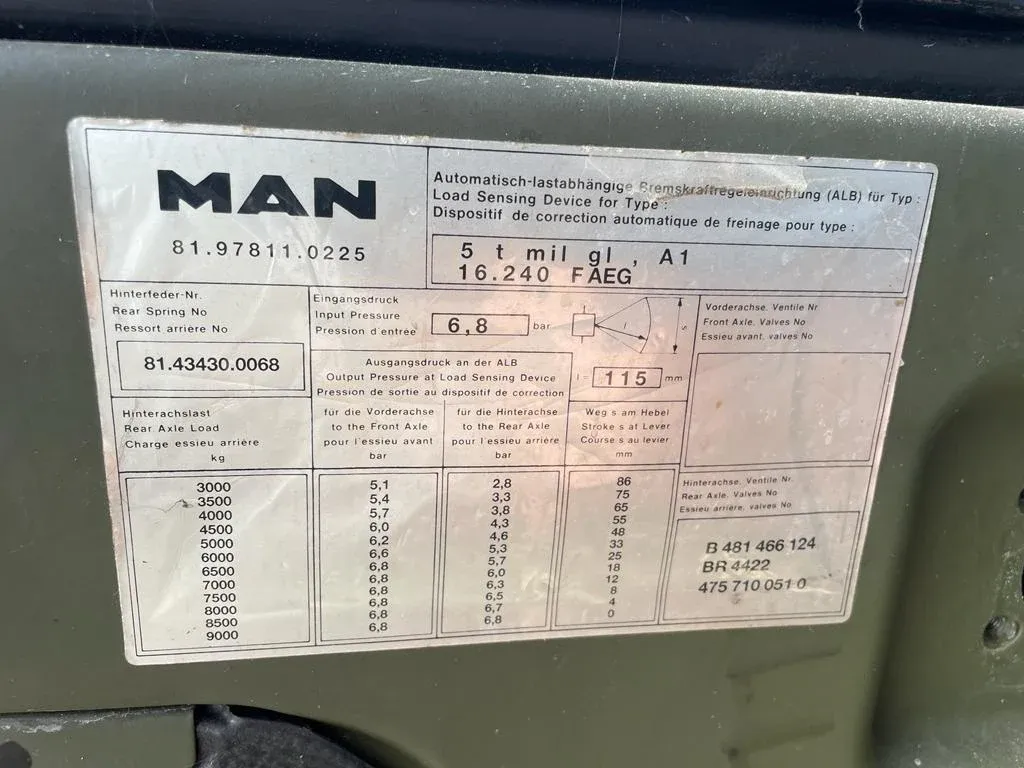 MAN
81.97811.0225
Automatisch-lastabhängige Bremskraftregeleinrichtung (ALB) für Typ :
Load Sensing Device for Type :
Dispositif de correction automatique de freinage pour type :
5 t mil gl , A1
16.240 FAEG
Hinterfeder-Nr.
Rear Spring No
Ressort arrière No
81.43430.0068
Eingangsdruck
Input Pressure
Pression d'entrée
6,8 bar
s
l
Ausgangsdruck an der ALB
Output Pressure at Load Sensing Device
Pression de sortie au dispositif de correction
l = 115 mm
Vorderachse. Ventile Nr
Front Axle. Valves No
Essieu avant. valves No
Hinterachslast
Rear Axle Load
Charge essieu arrière
kg
für die Vorderachse
to the Front Axle
pour l'essieu avant
bar
für die Hinterachse
to the Rear Axle
pour l'essieu arrière
bar
Weg s am Hebel
Stroke s at Lever
Course s au levier
mm
3000 5,1 2,8 86
3500 5,4 3,3 75
4000 5,7 3,8 65
4500 6,0 4,3 55
5000 6,2 4,6 48
6000 6,6 5,3 33
6500 6,8 5,7 25
7000 6,8 6,0 18
7500 6,8 6,3 12
8000 6,8 6,5 8
8500 6,8 6,7 4
9000 6,8 6,8 0
Hinterachse. Ventile Nr.
Rear Axle. Valves No
Essieu arrière. valves No
B 481 466 124
BR 4422
475 710 051 0